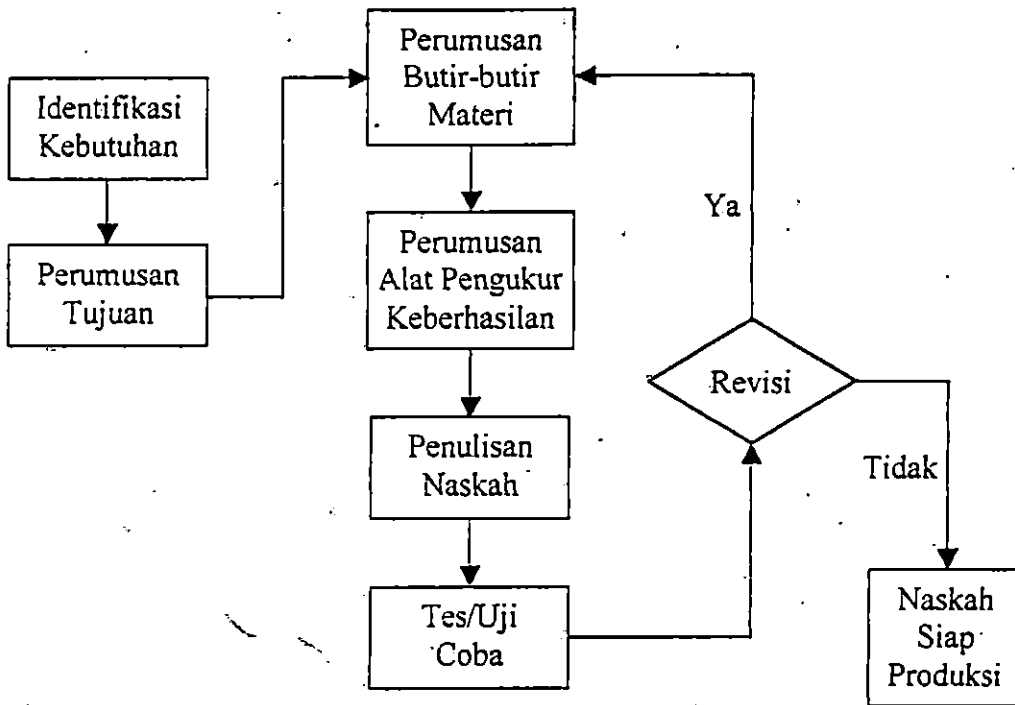 Identifikasi
Kebutuhan
Perumusan
Tujuan
Perumusan
Butir-butir
Materi
Perumusan
Alat Pengukur
Keberhasilan
Penulisan
Naskah
Tes/Uji
Coba
Revisi
Ya
Tidak
Naskah
Siap
Produksi